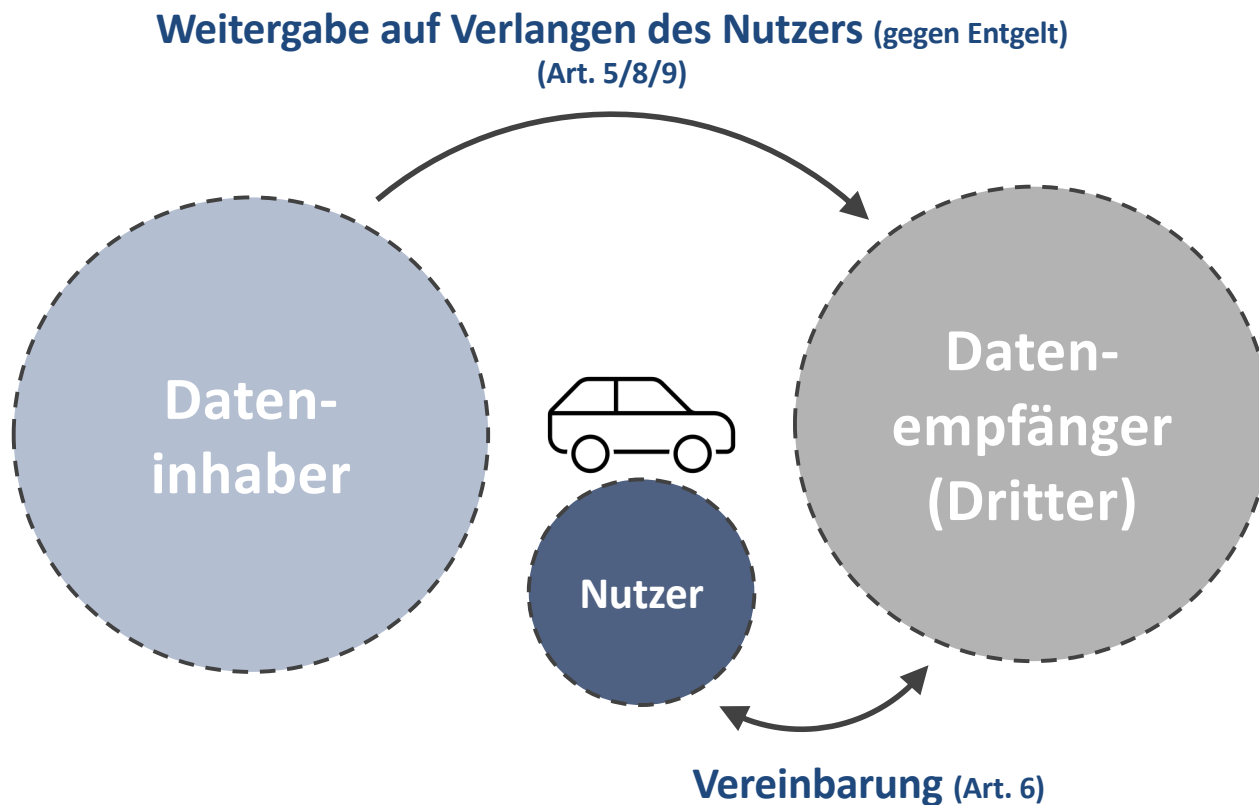 Weitergabe auf Verlangen des Nutzers (gegen Entgelt)
(Art. 5/8/9)
Daten-
inhaber
Daten-
empfänger
(Dritter)
Nutzer
Vereinbarung (Art. 6)